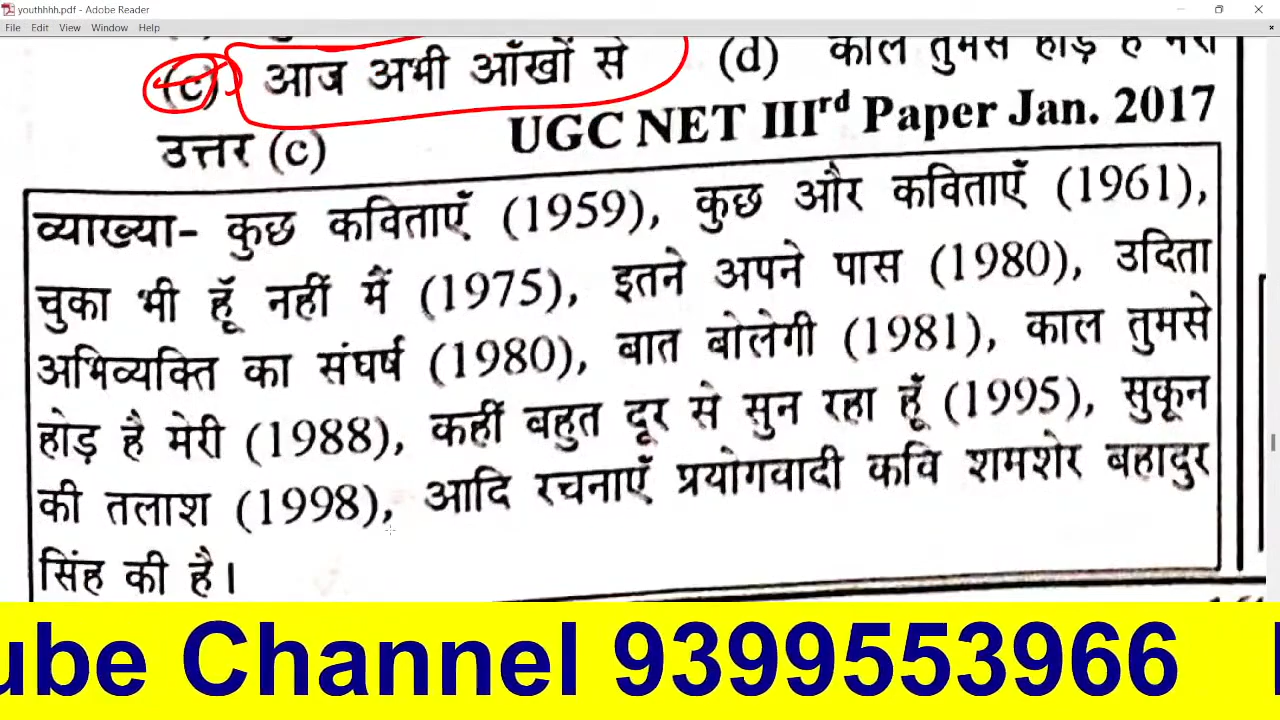 youthhhh.pdf - Adobe Reader
File Edit View Window Help
(c) आज अभी आँखों से (d) काल तुमसे होड़ है मेरी
उत्तर (c) UGC NET IIIrd Paper Jan. 2017
व्याख्या- कुछ कविताएँ (1959), कुछ और कविताएँ (1961),
चुका भी हूँ नहीं मैं (1975), इतने अपने पास (1980), उदिता
अभिव्यक्ति का संघर्ष (1980), बात बोलेगी (1981), काल तुमसे
होड़ है मेरी (1988), कहीं बहुत दूर से सुन रहा हूँ (1995), सुकून
की तलाश (1998), आदि रचनाएँ प्रयोगवादी कवि शमशेर बहादुर
सिंह की है।
ube Channel 9399553966